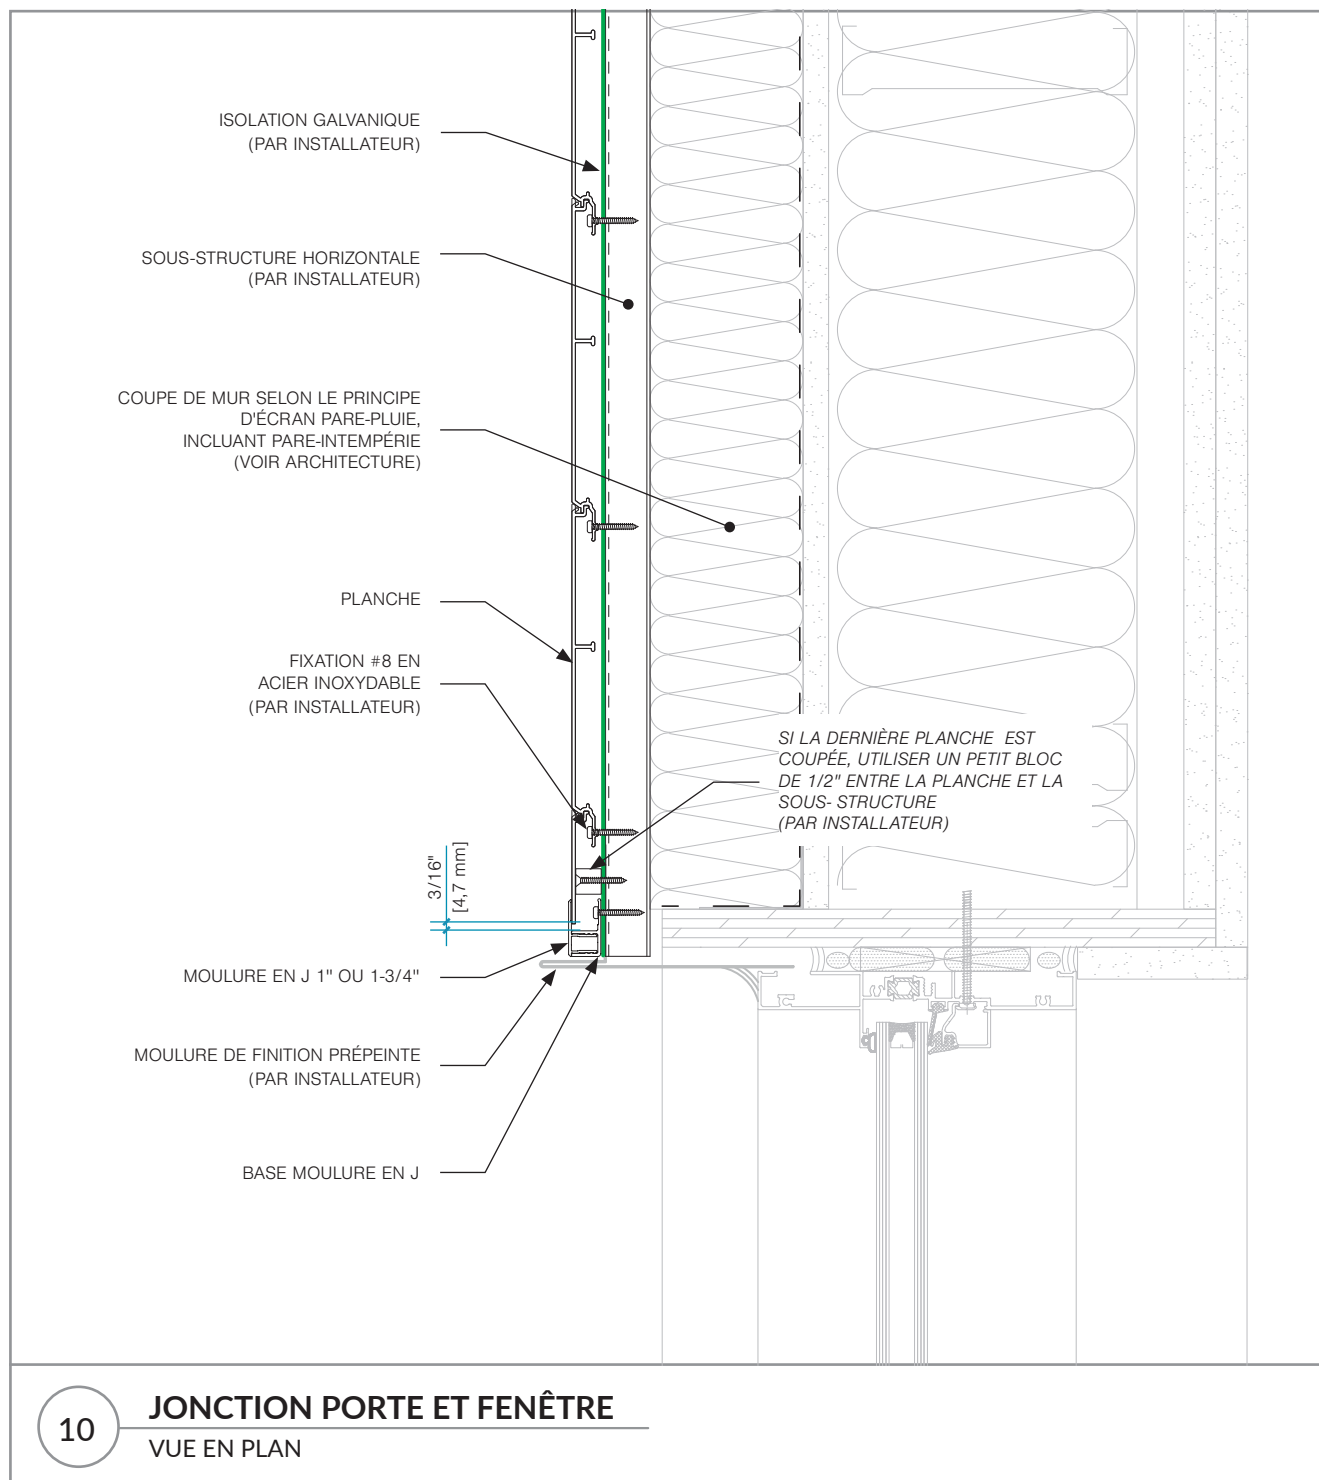 ISOLATION GALVANIQUE
(PAR INSTALLATEUR)
SOUS-STRUCTURE HORIZONTALE
(PAR INSTALLATEUR)
COUPE DE MUR SELON LE PRINCIPE
D'ÉCRAN PARE-PLUIE,
INCLUANT PARE-INTEMPÉRIE
(VOIR ARCHITECTURE)
PLANCHE
FIXATION #8 EN
ACIER INOXYDABLE
(PAR INSTALLATEUR)
SI LA DERNIÈRE PLANCHE EST
COUPÉE, UTILISER UN PETIT BLOC
DE 1/2" ENTRE LA PLANCHE ET LA
SOUS- STRUCTURE
(PAR INSTALLATEUR)
3/16"
[4,7 mm]
MOULURE EN J 1" OU 1-3/4"
MOULURE DE FINITION PRÉPEINTE
(PAR INSTALLATEUR)
BASE MOULURE EN J
10
JONCTION PORTE ET FENÊTRE
VUE EN PLAN